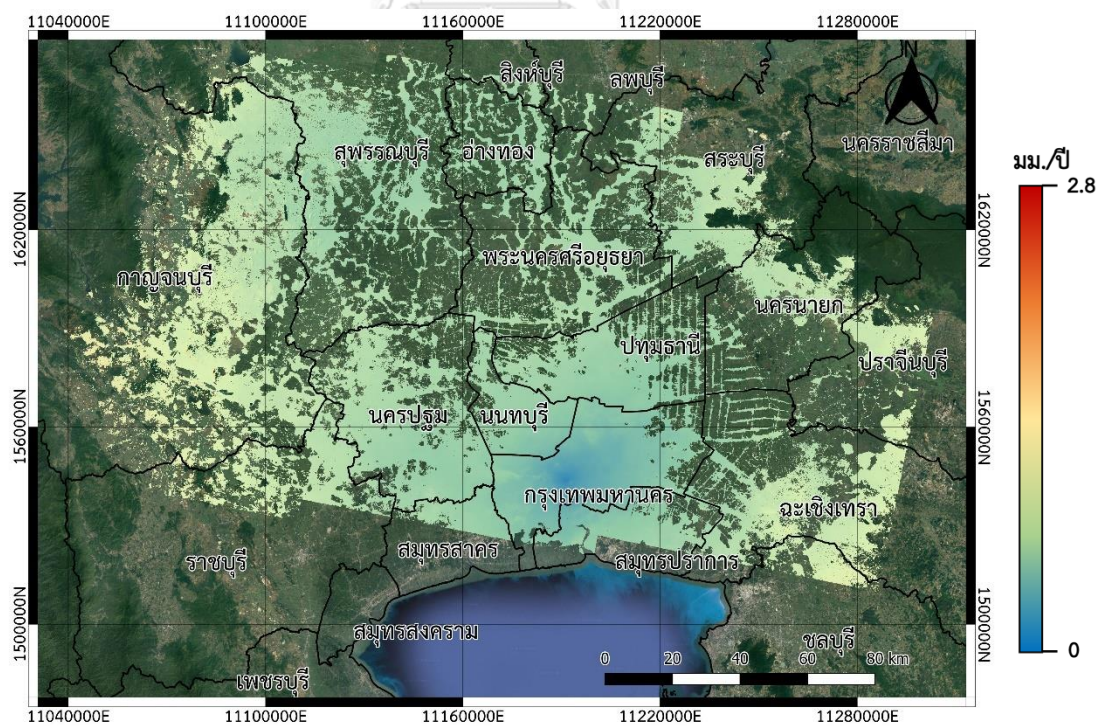 11040000E 11100000E 11160000E 11220000E 11280000E
สิงห์บุรี
ลพบุรี
N
สุพรรณบุรี
อ่างทอง
สระบุรี
นครราชสีมา
มม./ปี
2.8
1620000N
1620000N
กาญจนบุรี
พระนครศรีอยุธยา
นครนายก
ปทุมธานี
ปราจีนบุรี
นครปฐม
นนทบุรี
1560000N
1560000N
กรุงเทพมหานคร
ฉะเชิงเทรา
สมุทรสาคร
สมุทรปราการ
ราชบุรี
1500000N
1500000N
สมุทรสงคราม
ชลบุรี
0
0 20 40 60 80 km
เพชรบุรี
11040000E 11100000E 11160000E 11220000E 11280000E